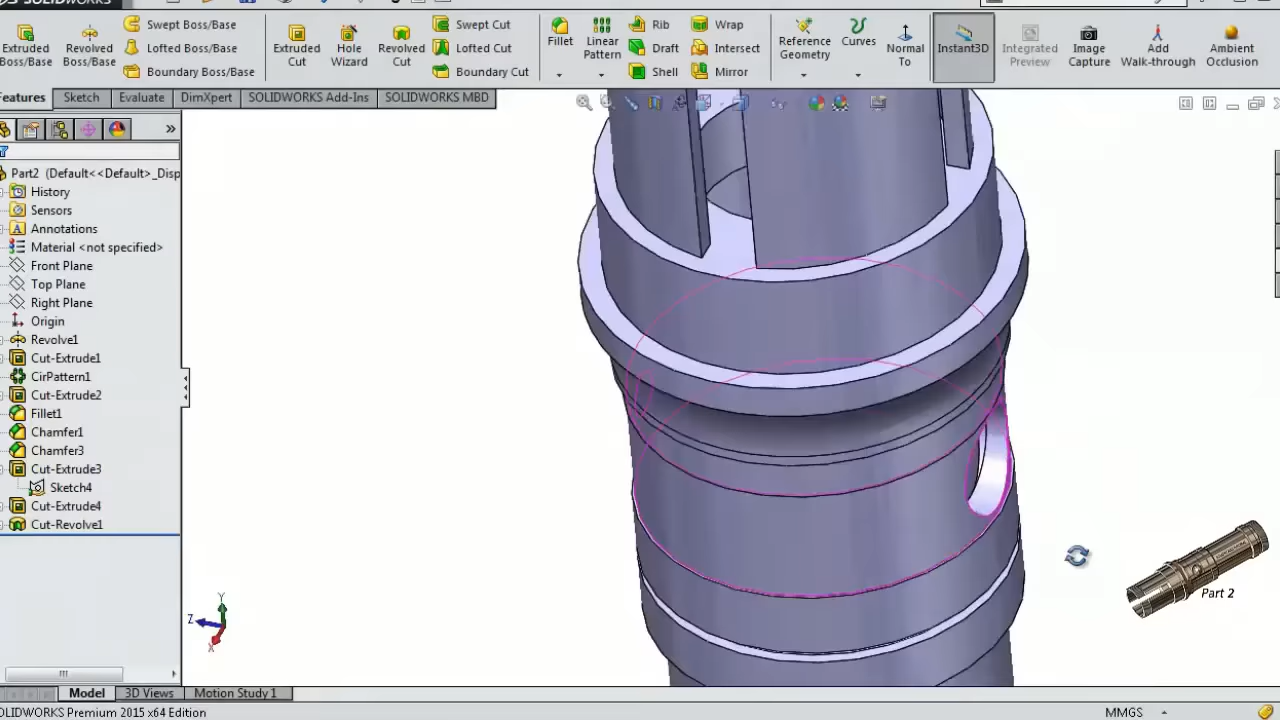 SOLIDWORKS
Swept Boss/Base
Lofted Boss/Base
Boundary Boss/Base
Extruded Boss/Base
Revolved Boss/Base
Extruded Cut
Hole Wizard
Revolved Cut
Swept Cut
Lofted Cut
Boundary Cut
Fillet
Linear Pattern
Rib
Draft
Shell
Wrap
Intersect
Mirror
Reference Geometry
Curves
Normal To
Instant3D
Integrated Preview
Image Capture
Add Walk-through
Ambient Occlusion
Features
Sketch
Evaluate
DimXpert
SOLIDWORKS Add-Ins
SOLIDWORKS MBD
»
Part2 (Default<<Default>_Disp
History
Sensors
Annotations
Material <not specified>
Front Plane
Top Plane
Right Plane
Origin
Revolve1
Cut-Extrude1
CirPattern1
Cut-Extrude2
Fillet1
Chamfer1
Chamfer3
Cut-Extrude3
Sketch4
Cut-Extrude4
Cut-Revolve1
Y
Z
X
Part 2
Model
3D Views
Motion Study 1
OLIDWORKS Premium 2015 x64 Edition
MMGS